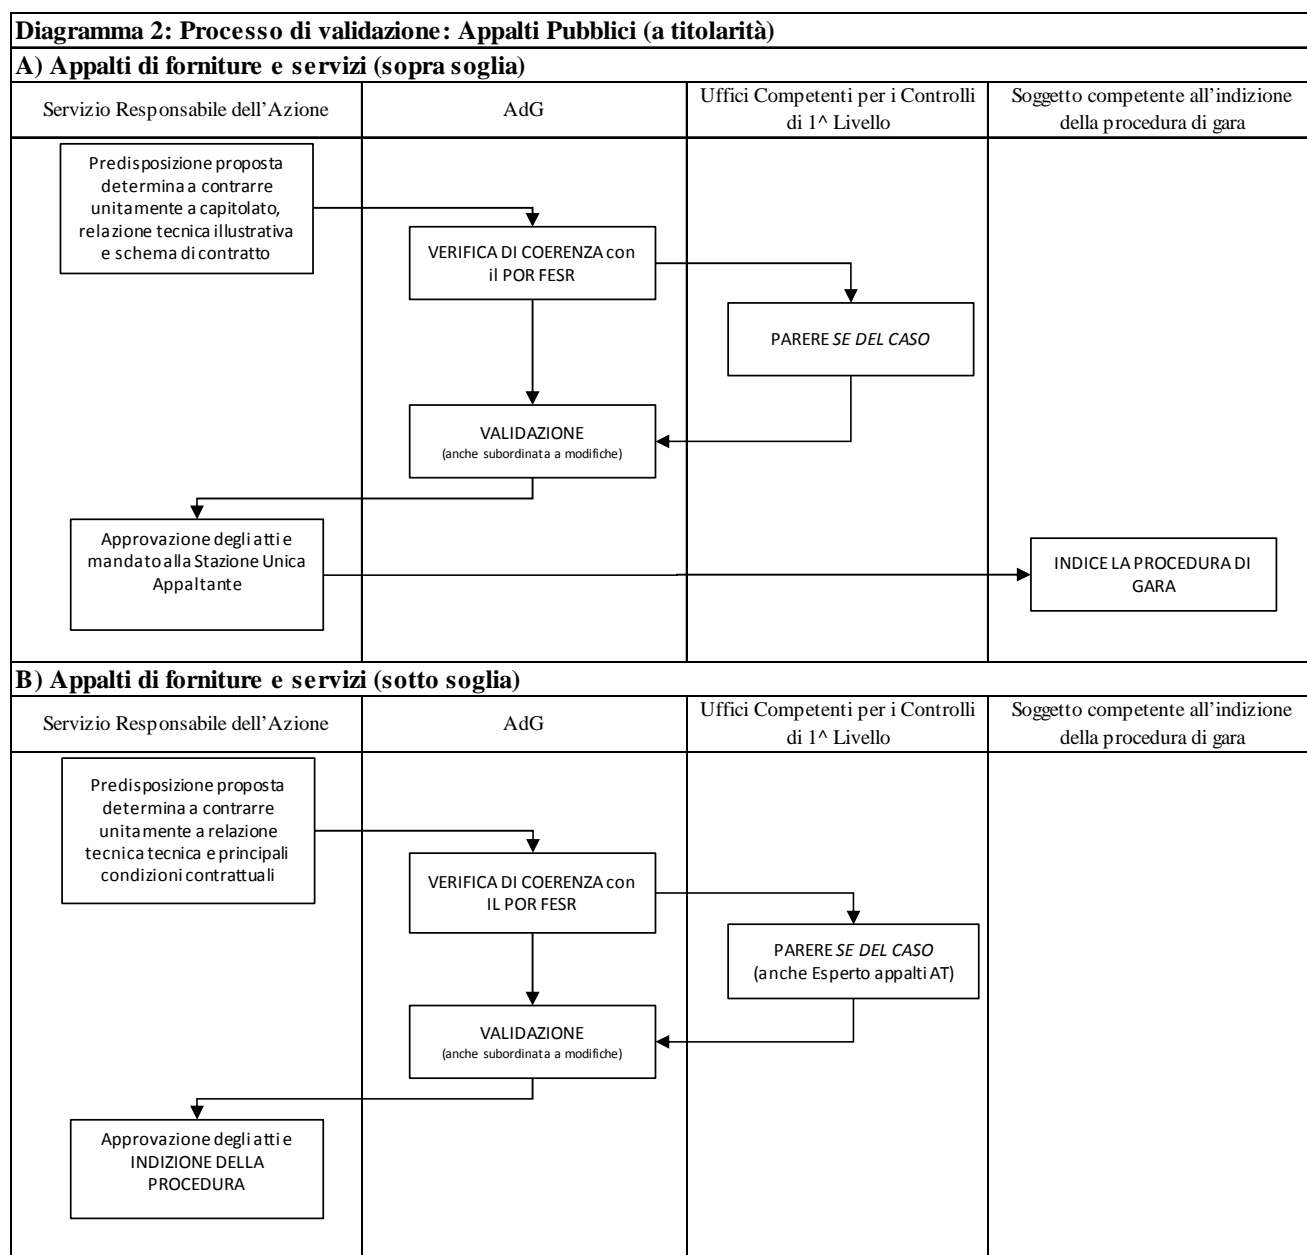 Diagramma 2: Processo di validazione: Appalti Pubblici (a titolarità)
A) Appalti di forniture e servizi (sopra soglia)
Servizio Responsabile dell'Azione
AdG
Uffici Competenti per i Controlli
di 1^ Livello
Soggetto competente all'indizione
della procedura di gara
Predisposizione proposta
determina a contrarre
unitamente a capitolato,
relazione tecnica illustrativa
e schema di contratto
VERIFICA DI COERENZA con
il POR FESR
PARERE SE DEL CASO
VALIDAZIONE
(anche subordinata a modifiche)
Approvazione degli atti e
mandato alla Stazione Unica
Appaltante
INDICE LA PROCEDURA DI
GARA
B) Appalti di forniture e servizi (sotto soglia)
Servizio Responsabile dell'Azione
AdG
Uffici Competenti per i Controlli
di 1^ Livello
Soggetto competente all'indizione
della procedura di gara
Predisposizione proposta
determina a contrarre
unitamente a relazione
tecnica tecnica e principali
condizioni contrattuali
VERIFICA DI COERENZA con
IL POR FESR
PARERE SE DEL CASO
(anche Esperto appalti AT)
VALIDAZIONE
(anche subordinata a modifiche)
Approvazione degli atti e
INDIZIONE DELLA
PROCEDURA